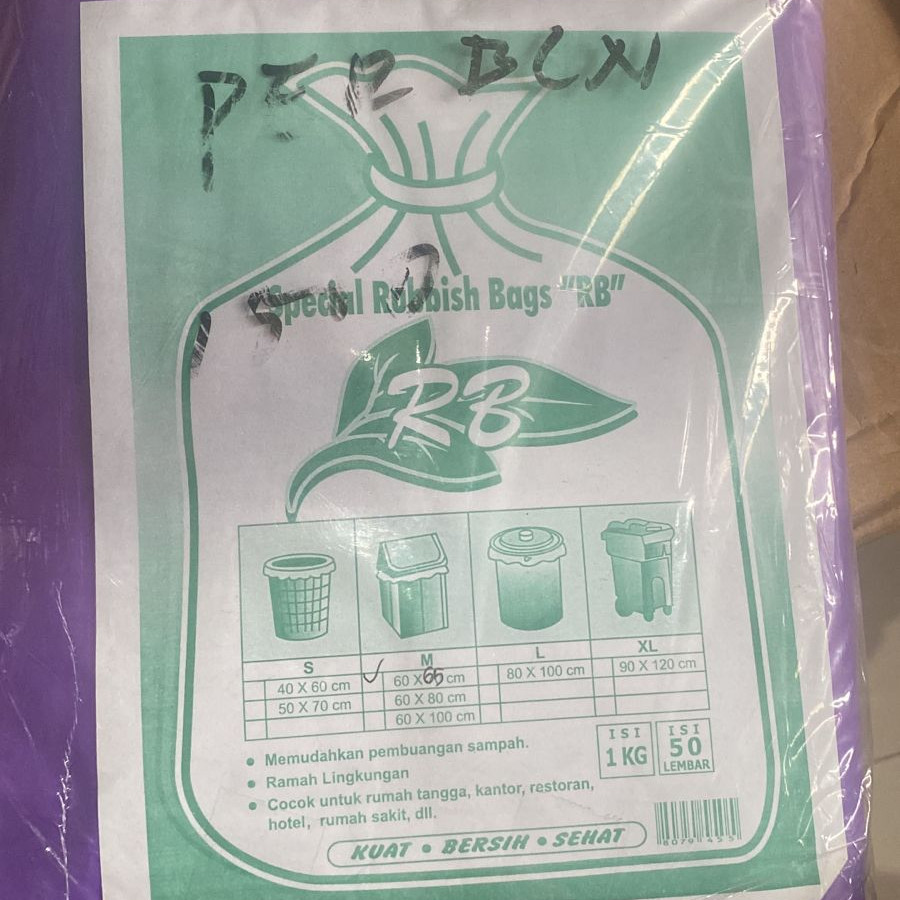 PER BLN
Special Rubbish Bags "RB"
RB
S
M
L
XL
40 X 60 cm
50 X 70 cm
60 X 65 cm
60 X 80 cm
60 X 100 cm
80 X 100 cm
90 X 120 cm
• Memudahkan pembuangan sampah.
• Ramah Lingkungan
• Cocok untuk rumah tangga, kantor, restoran,
hotel, rumah sakit, dll.
ISI
1 KG
ISI
50
LEMBAR
KUAT • BERSIH • SEHAT